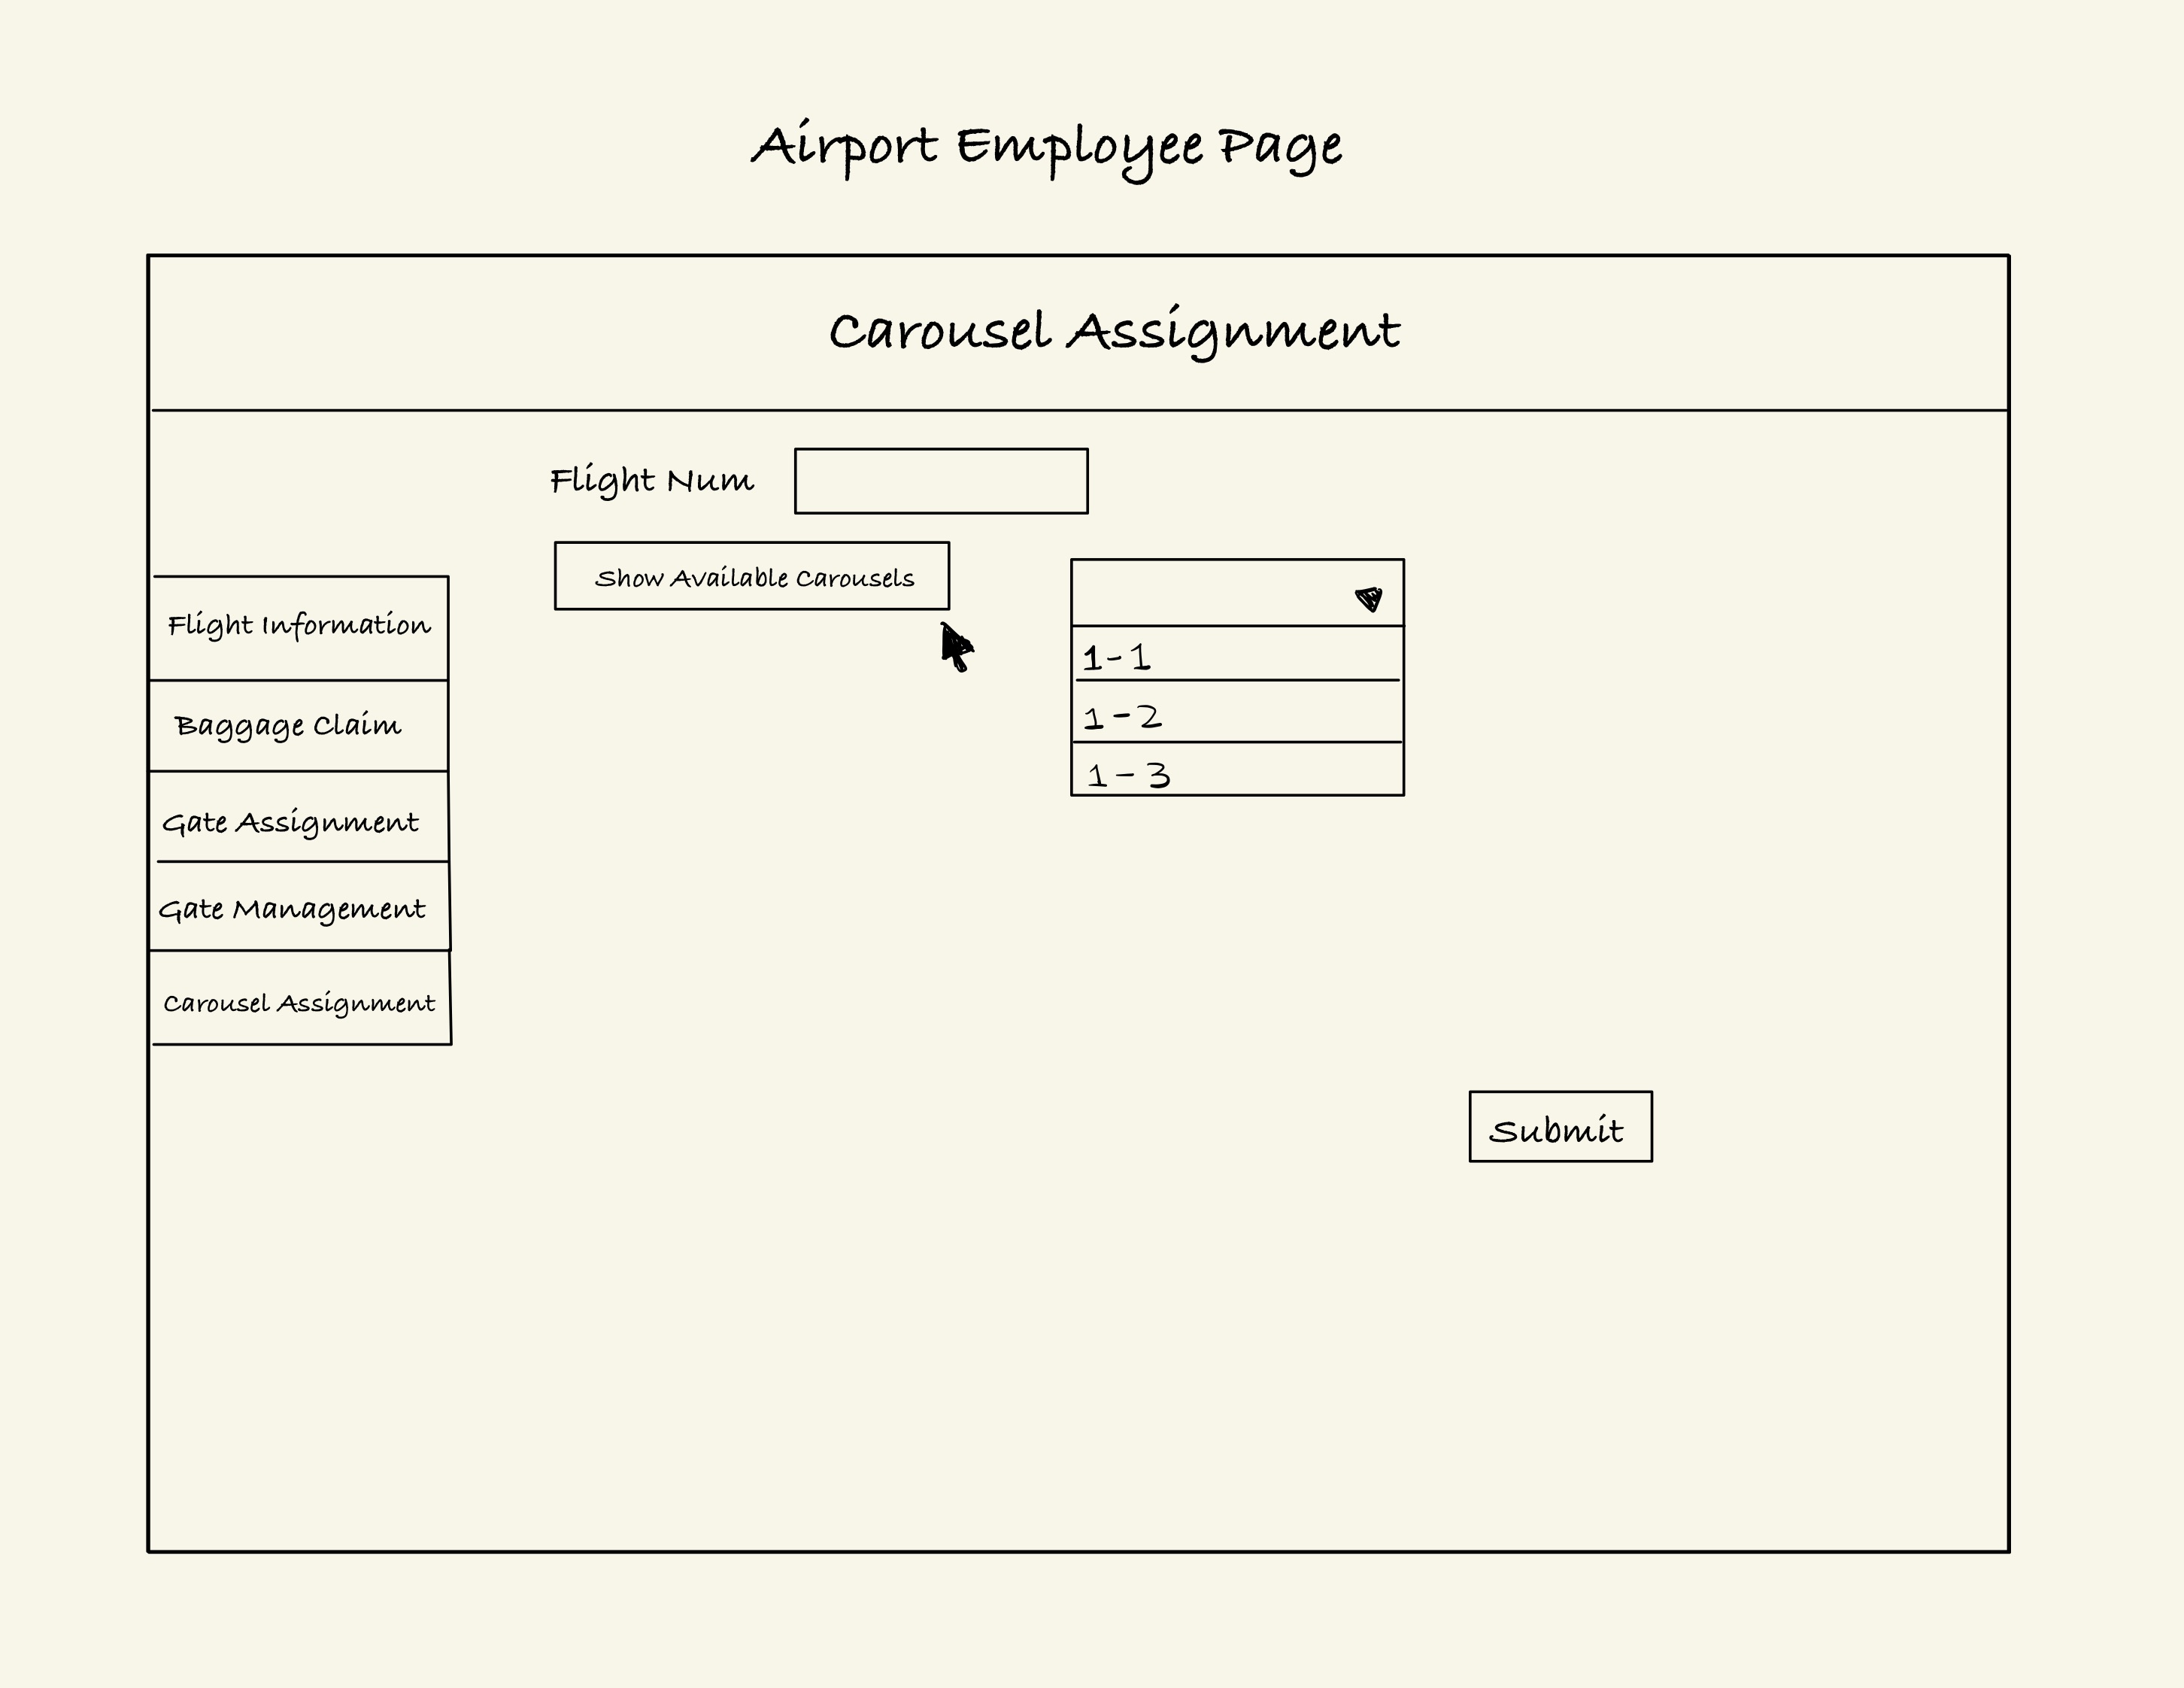 Airport Employee Page
Carousel Assignment
Flight Num
Show Available Carousels
1-1
1-2
1-3
Flight Information
Baggage Claim
Gate Assignment
Gate Management
Carousel Assignment
Submit